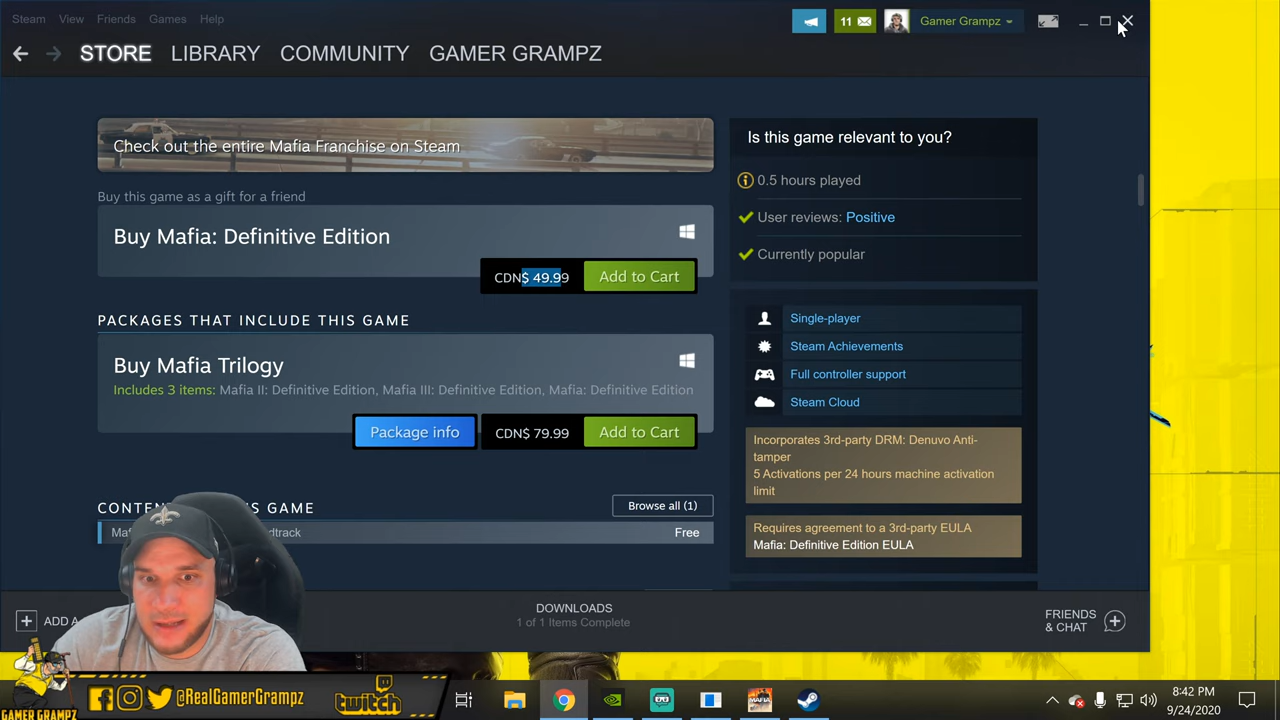 Steam View Friends Games Help
11
Gamer Grampz
STORE LIBRARY COMMUNITY GAMER GRAMPZ
Check out the entire Mafia Franchise on Steam
Buy this game as a gift for a friend
Buy Mafia: Definitive Edition
CDN$ 49.99 Add to Cart
PACKAGES THAT INCLUDE THIS GAME
Buy Mafia Trilogy
Includes 3 items: Mafia II: Definitive Edition, Mafia III: Definitive Edition, Mafia: Definitive Edition
Package info CDN$ 79.99 Add to Cart
Browse all (1)
Free
Is this game relevant to you?
0.5 hours played
User reviews: Positive
Currently popular
Single-player
Steam Achievements
Full controller support
Steam Cloud
Incorporates 3rd-party DRM: Denuvo Anti-
tamper
5 Activations per 24 hours machine activation
limit
Requires agreement to a 3rd-party EULA
Mafia: Definitive Edition EULA
ADD A
DOWNLOADS
1 of 1 Items Complete
FRIENDS
& CHAT
GAMER GRAMPZ
@RealGamerGrampz
twitch
8:42 PM
9/24/2020